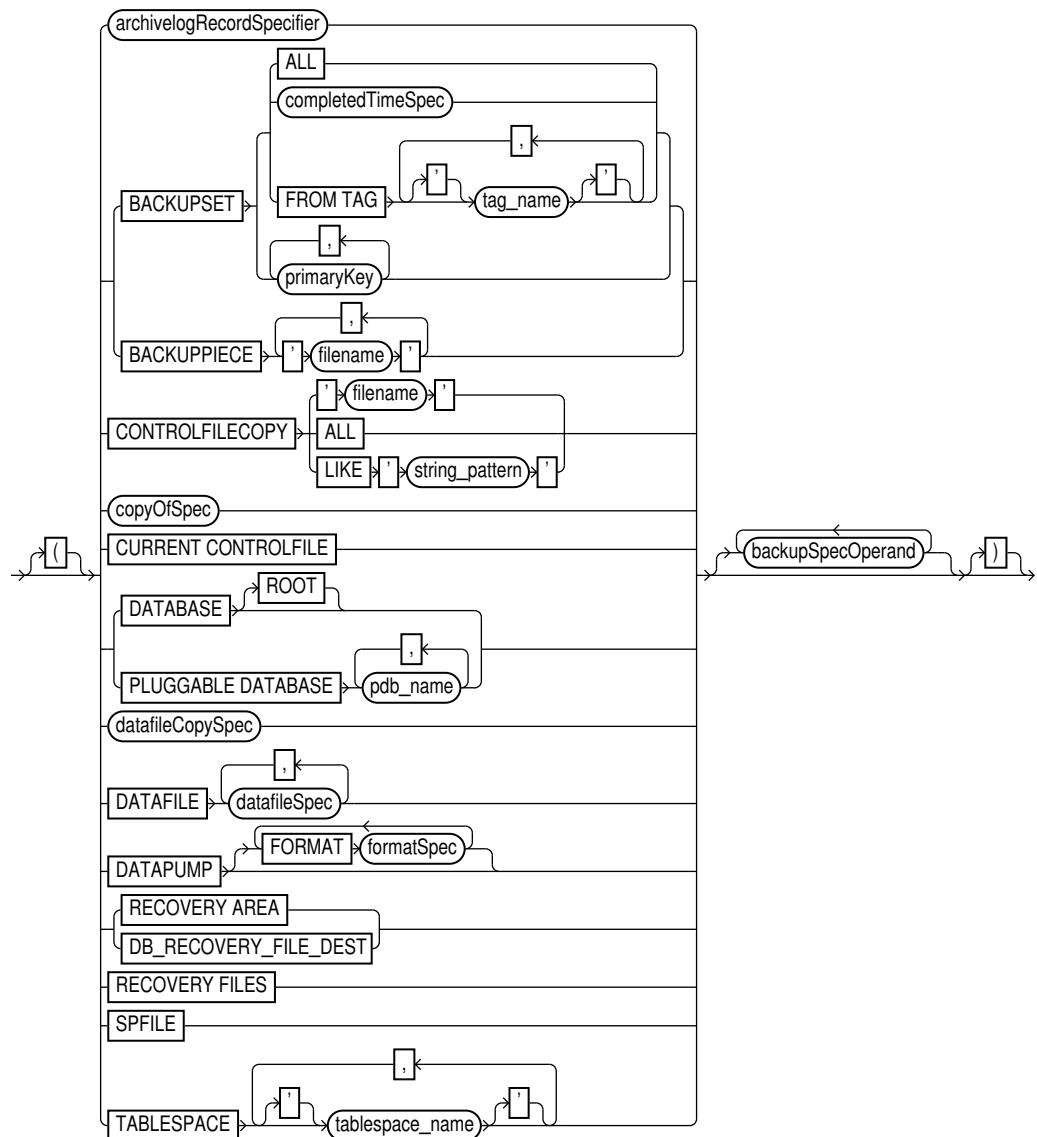 archivelogRecordSpecifier
ALL
completedTimeSpec
,
' '
BACKUPSET FROM TAG tag_name
,
primaryKey
,
BACKUPPIECE ' filename '
' filename '
CONTROLFILECOPY ALL
LIKE ' string_pattern '
copyOfSpec
( CURRENT CONTROLFILE backupSpecOperand )
ROOT
DATABASE
,
PLUGGABLE DATABASE pdb_name
datafileCopySpec
,
DATAFILE datafileSpec
FORMAT formatSpec
DATAPUMP
RECOVERY AREA
DB_RECOVERY_FILE_DEST
RECOVERY FILES
SPFILE
,
' '
TABLESPACE tablespace_name